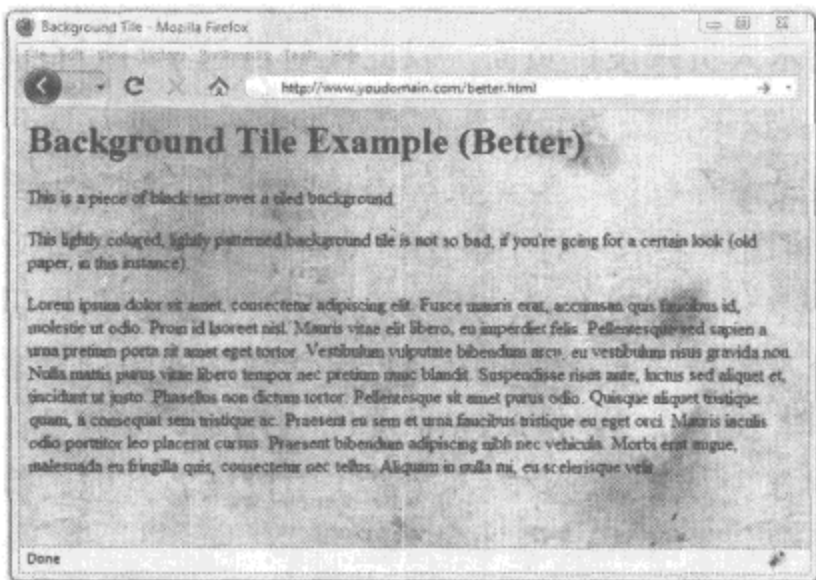 Background Tile - Mozilla Firefox
File Edit View History Bookmarks Tools Help
http://www.youdomain.com/better.html
Background Tile Example (Better)
This is a piece of black text over a tiled background.
This lightly colored, lightly patterned background tile is not so bad, if you're going for a certain look (old
paper, in this instance).
Lorem ipsum dolor sit amet, consectetur adipiscing elit. Fusce mauris erat, accumsan quis faucibus id,
molestie ut odio. Proin id laoreet nisl. Mauris vitae elit libero, eu imperdiet felis. Pellentesque sed sapien a
urna pretium porta sit amet eget tortor. Vestibulum vulputate bibendum arcu, eu vestibulum risus gravida non.
Nulla mattis purus vitae libero tempor nec pretium nunc blandit. Suspendisse risus ante, luctus sed aliquet et,
tincidunt ut justo. Phasellus non dictum tortor. Pellentesque sit amet purus odio. Quisque aliquet tristique
quam, a consequat sem tristique ac. Praesent eu sem et urna faucibus tristique eu eget orci. Mauris iaculis
odio porttitor leo placerat cursus. Praesent bibendum adipiscing nibh nec vehicula. Morbi erat augue,
malesuada eu fringilla quis, consectetur nec tellus. Aliquam in nulla mi, eu scelerisque velit.
Done